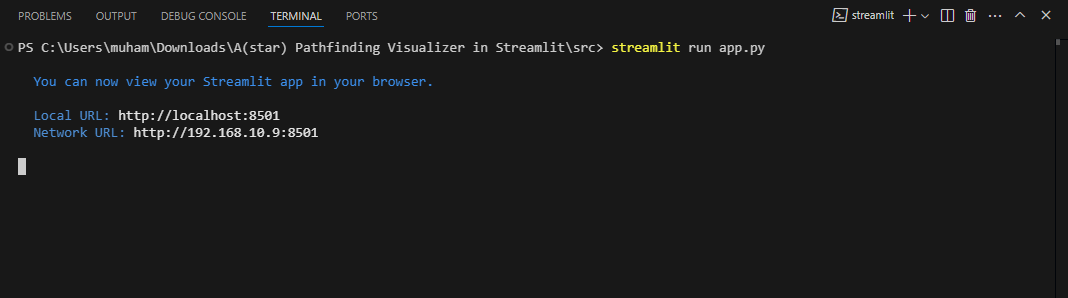 PROBLEMS OUTPUT DEBUG CONSOLE TERMINAL PORTS streamlit
PS C:\Users\muham\Downloads\A(star) Pathfinding Visualizer in Streamlit\src> streamlit run app.py
You can now view your Streamlit app in your browser.
Local URL: http://localhost:8501
Network URL: http://192.168.10.9:8501